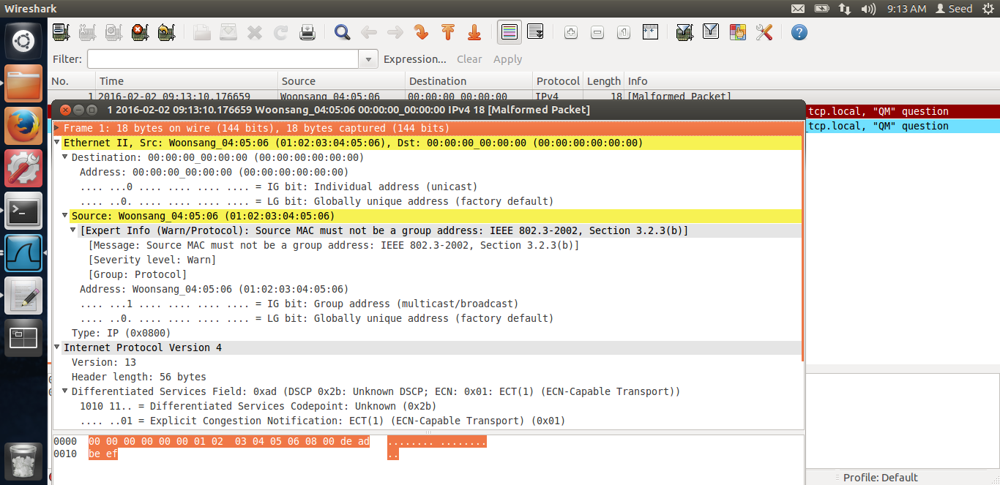 Wireshark 9:13 AM Seed
Filter: Expression... Clear Apply
No. Time Source Destination Protocol Length Info
1 2016-02-02 09:13:10.176659 Woonsang_04:05:06 00:00:00_00:00:00 IPv4 18 [Malformed Packet]
1 2016-02-02 09:13:10.176659 Woonsang_04:05:06 00:00:00_00:00:00 IPv4 18 [Malformed Packet]
tcp.local, "QM" question
tcp.local, "QM" question
Frame 1: 18 bytes on wire (144 bits), 18 bytes captured (144 bits)
Ethernet II, Src: Woonsang_04:05:06 (01:02:03:04:05:06), Dst: 00:00:00_00:00:00 (00:00:00:00:00:00)
Destination: 00:00:00_00:00:00 (00:00:00:00:00:00)
Address: 00:00:00_00:00:00 (00:00:00:00:00:00)
.... ...0 .... .... .... .... = IG bit: Individual address (unicast)
.... ..0. .... .... .... .... = LG bit: Globally unique address (factory default)
Source: Woonsang_04:05:06 (01:02:03:04:05:06)
[Expert Info (Warn/Protocol): Source MAC must not be a group address: IEEE 802.3-2002, Section 3.2.3(b)]
[Message: Source MAC must not be a group address: IEEE 802.3-2002, Section 3.2.3(b)]
[Severity level: Warn]
[Group: Protocol]
Address: Woonsang_04:05:06 (01:02:03:04:05:06)
.... ...1 .... .... .... .... = IG bit: Group address (multicast/broadcast)
.... ..0. .... .... .... .... = LG bit: Globally unique address (factory default)
Type: IP (0x0800)
Internet Protocol Version 4
Version: 13
Header length: 56 bytes
Differentiated Services Field: 0xad (DSCP 0x2b: Unknown DSCP; ECN: 0x01: ECT(1) (ECN-Capable Transport))
1010 11.. = Differentiated Services Codepoint: Unknown (0x2b)
.... ..01 = Explicit Congestion Notification: ECT(1) (ECN-Capable Transport) (0x01)
0000 00 00 00 00 00 00 01 02 03 04 05 06 08 00 de ad ........ ........
0010 be ef ..
Profile: Default